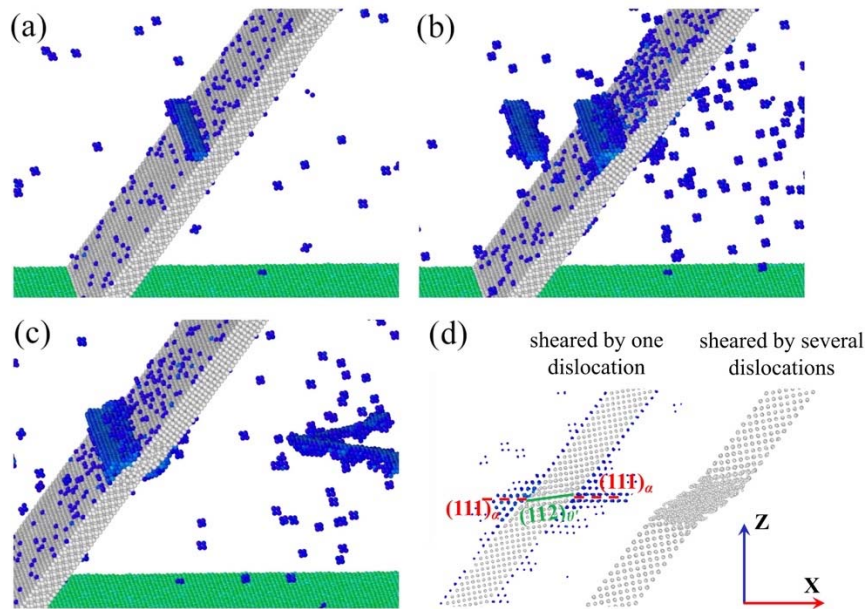 (a)
(b)
(c)
(d)
sheared by one
dislocation
sheared by several
dislocations
(111̄)α
(111̄)α
(112̄)θ'
Z
X